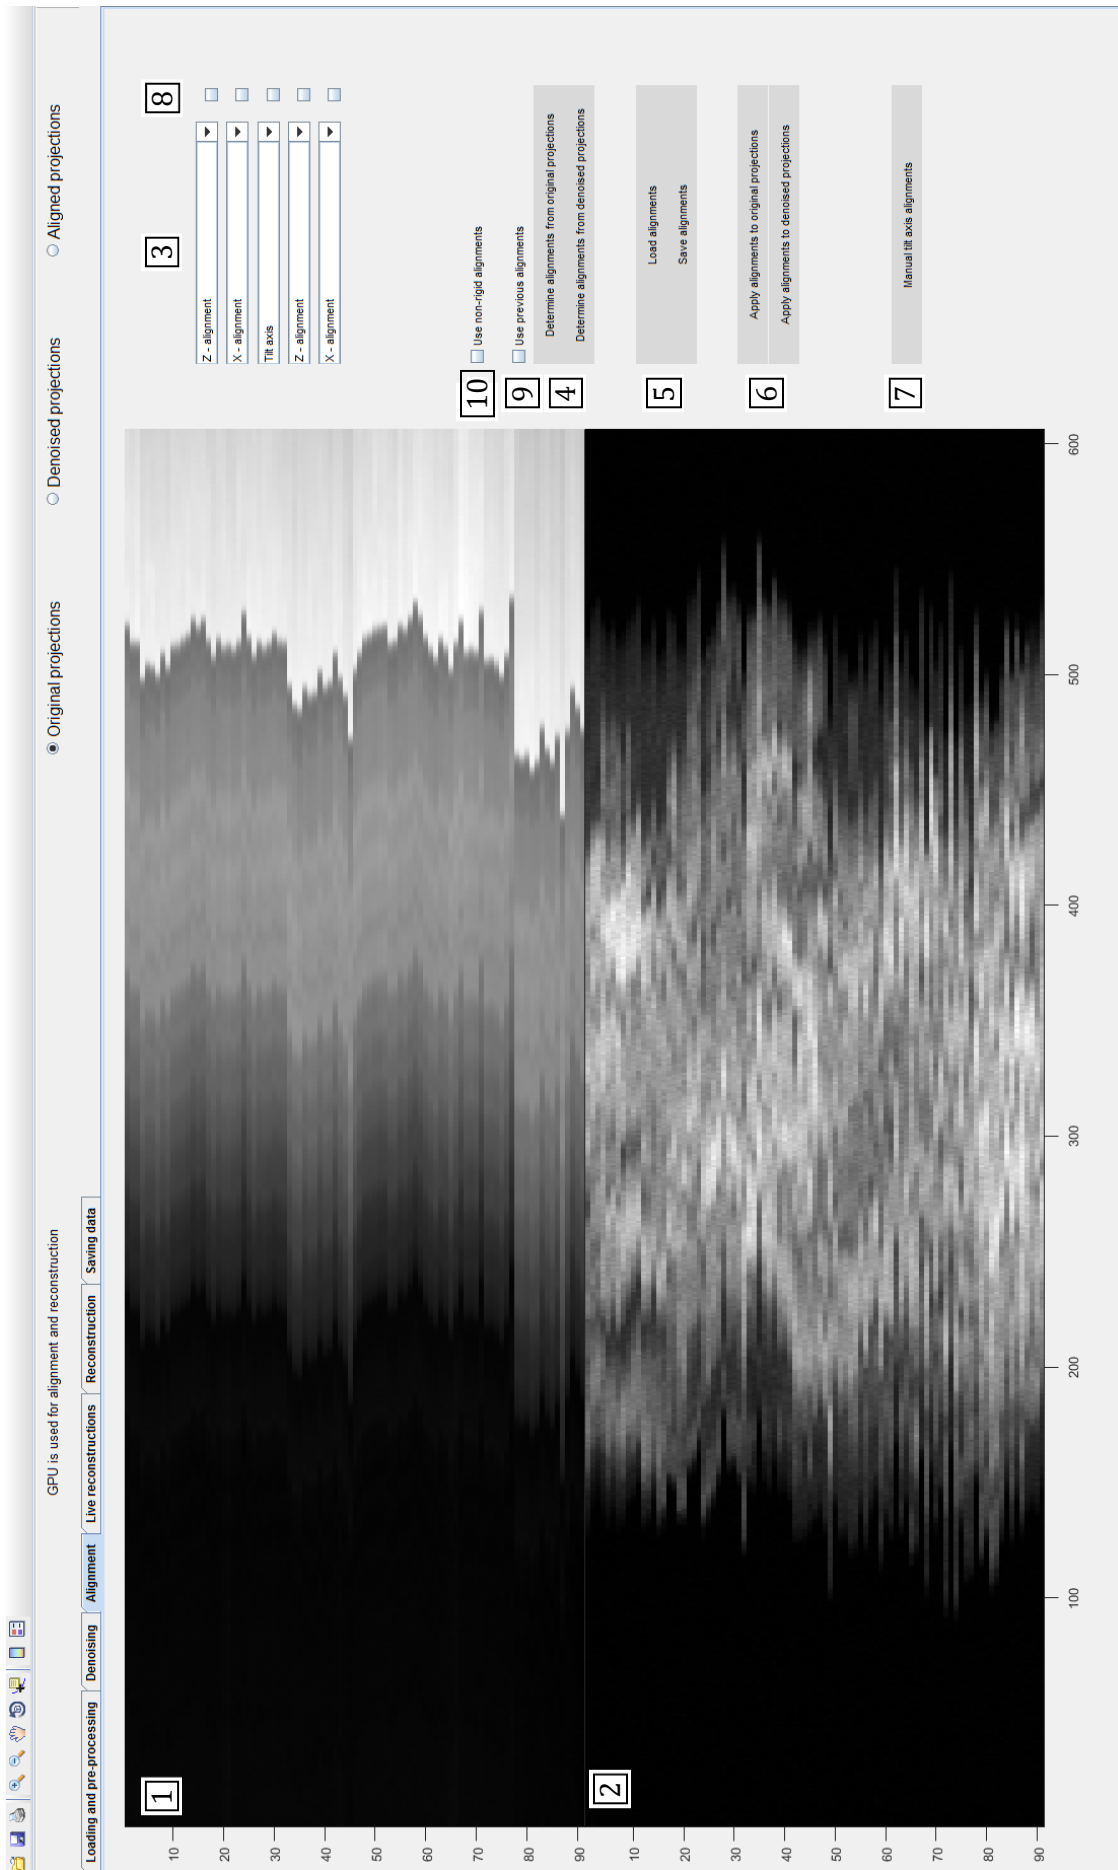 GPU is used for alignment and reconstruction
Original projections
Denoised projections
Aligned projections
Loading and pre-processing
Denoising
Alignment
Live reconstructions
Reconstruction
Saving data
1
10
20
30
40
50
60
70
80
90
2
10
20
30
40
50
60
70
80
90
100
200
300
400
500
600
3
8
Z - alignment
X - alignment
Tilt axis
Z - alignment
X - alignment
10
Use non-rigid alignments
9
Use previous alignments
4
Determine alignments from original projections
Determine alignments from denoised projections
5
Load alignments
Save alignments
6
Apply alignments to original projections
Apply alignments to denoised projections
7
Manual tilt axis alignments